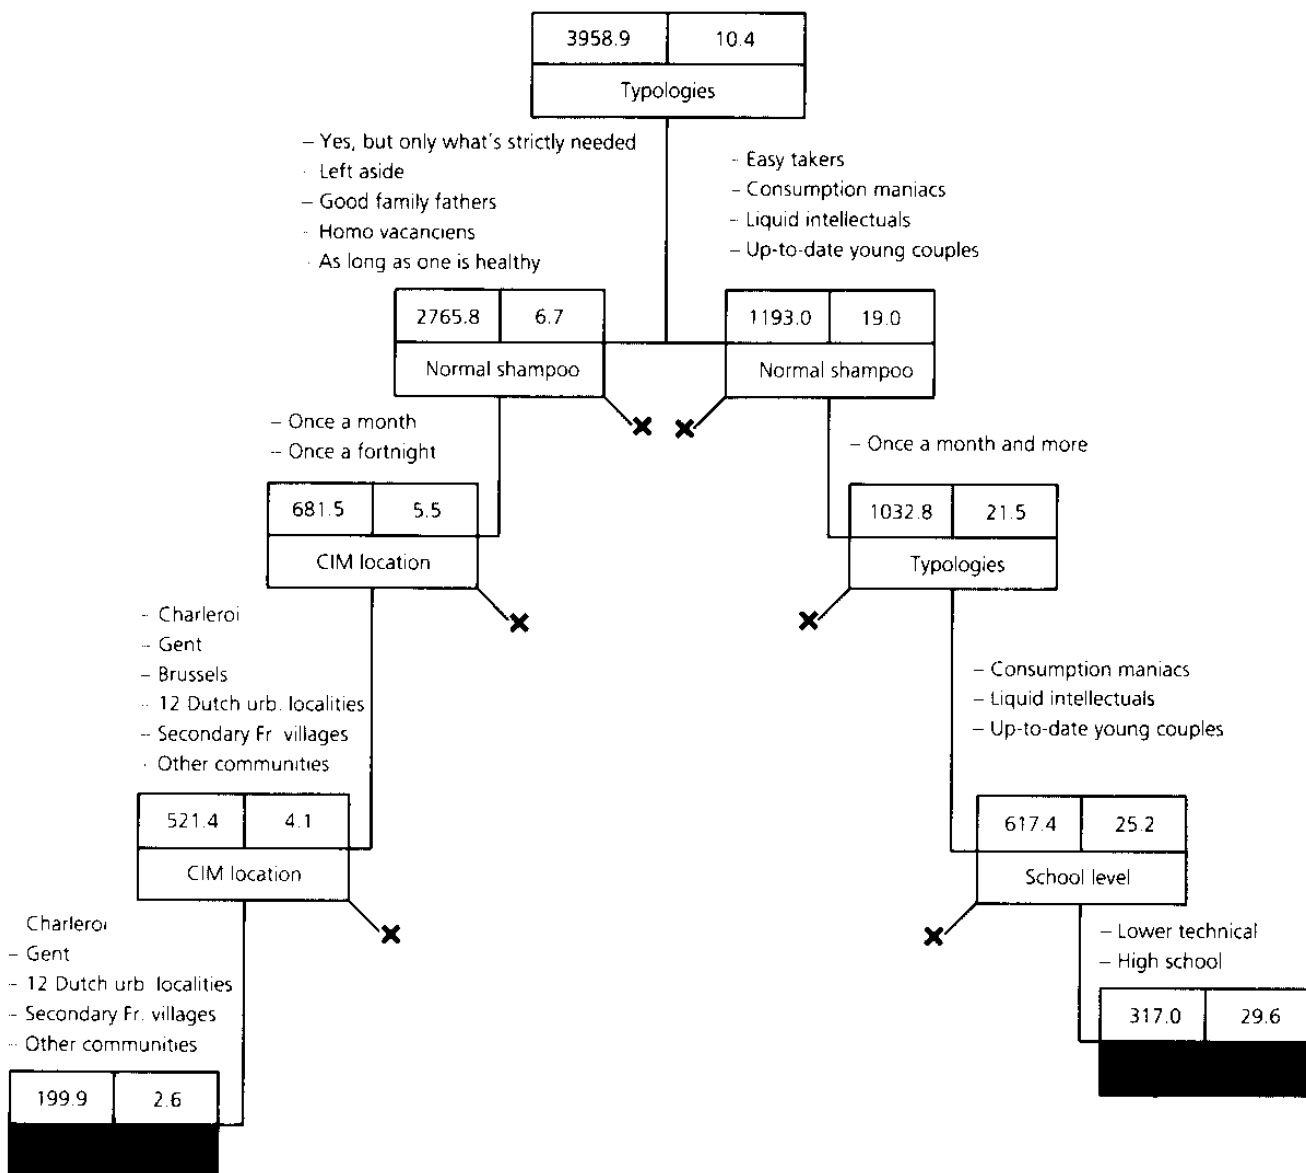 3958.9 10.4
Typologies
– Yes, but only what's strictly needed
- Left aside
– Good family fathers
- Homo vacanciens
- As long as one is healthy
- Easy takers
– Consumption maniacs
– Liquid intellectuals
– Up-to-date young couples
2765.8 6.7
Normal shampoo
1193.0 19.0
Normal shampoo
– Once a month
– Once a fortnight
– Once a month and more
681.5 5.5
CIM location
1032.8 21.5
Typologies
- Charleroi
– Gent
– Brussels
- 12 Dutch urb. localities
– Secondary Fr villages
- Other communities
– Consumption maniacs
– Liquid intellectuals
– Up-to-date young couples
521.4 4.1
CIM location
617.4 25.2
School level
Charleroi
– Gent
- 12 Dutch urb localities
– Secondary Fr. villages
- Other communities
– Lower technical
– High school
199.9 2.6
317.0 29.6